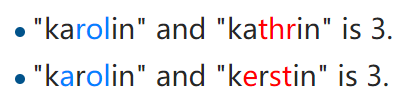 • "karolin" and "kathrin" is 3.
• "karolin" and "kerstin" is 3.